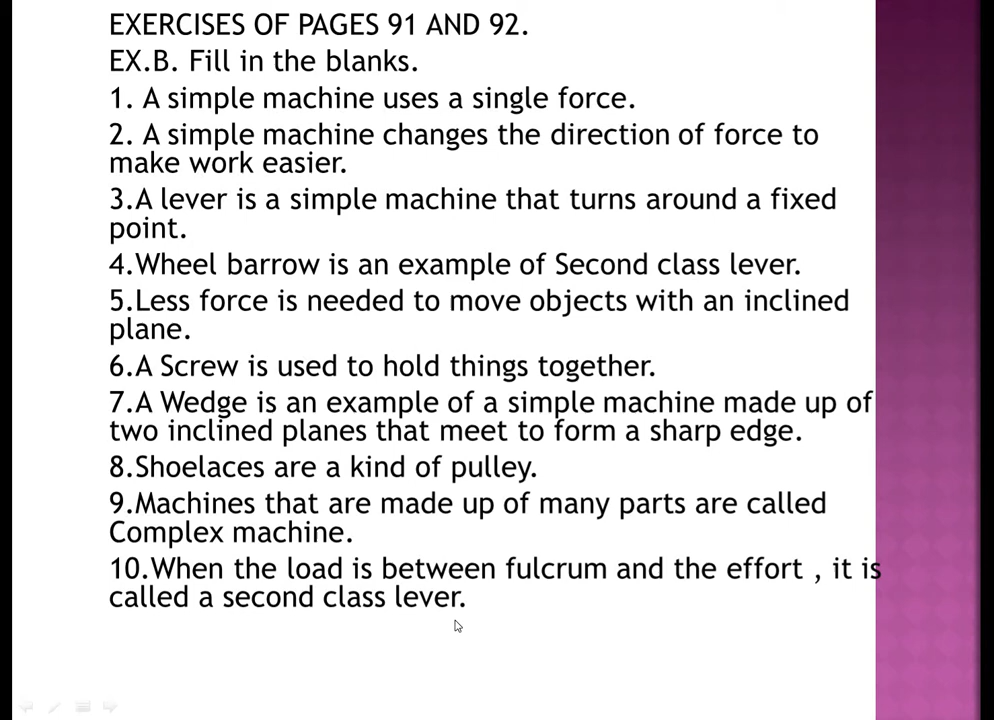 EXERCISES OF PAGES 91 AND 92.
EX.B. Fill in the blanks.
1. A simple machine uses a single force.
2. A simple machine changes the direction of force to
make work easier.
3.A lever is a simple machine that turns around a fixed
point.
4.Wheel barrow is an example of Second class lever.
5.Less force is needed to move objects with an inclined
plane.
6.A Screw is used to hold things together.
7.A Wedge is an example of a simple machine made up of
two inclined planes that meet to form a sharp edge.
8.Shoelaces are a kind of pulley.
9.Machines that are made up of many parts are called
Complex machine.
10.When the load is between fulcrum and the effort , it is
called a second class lever.